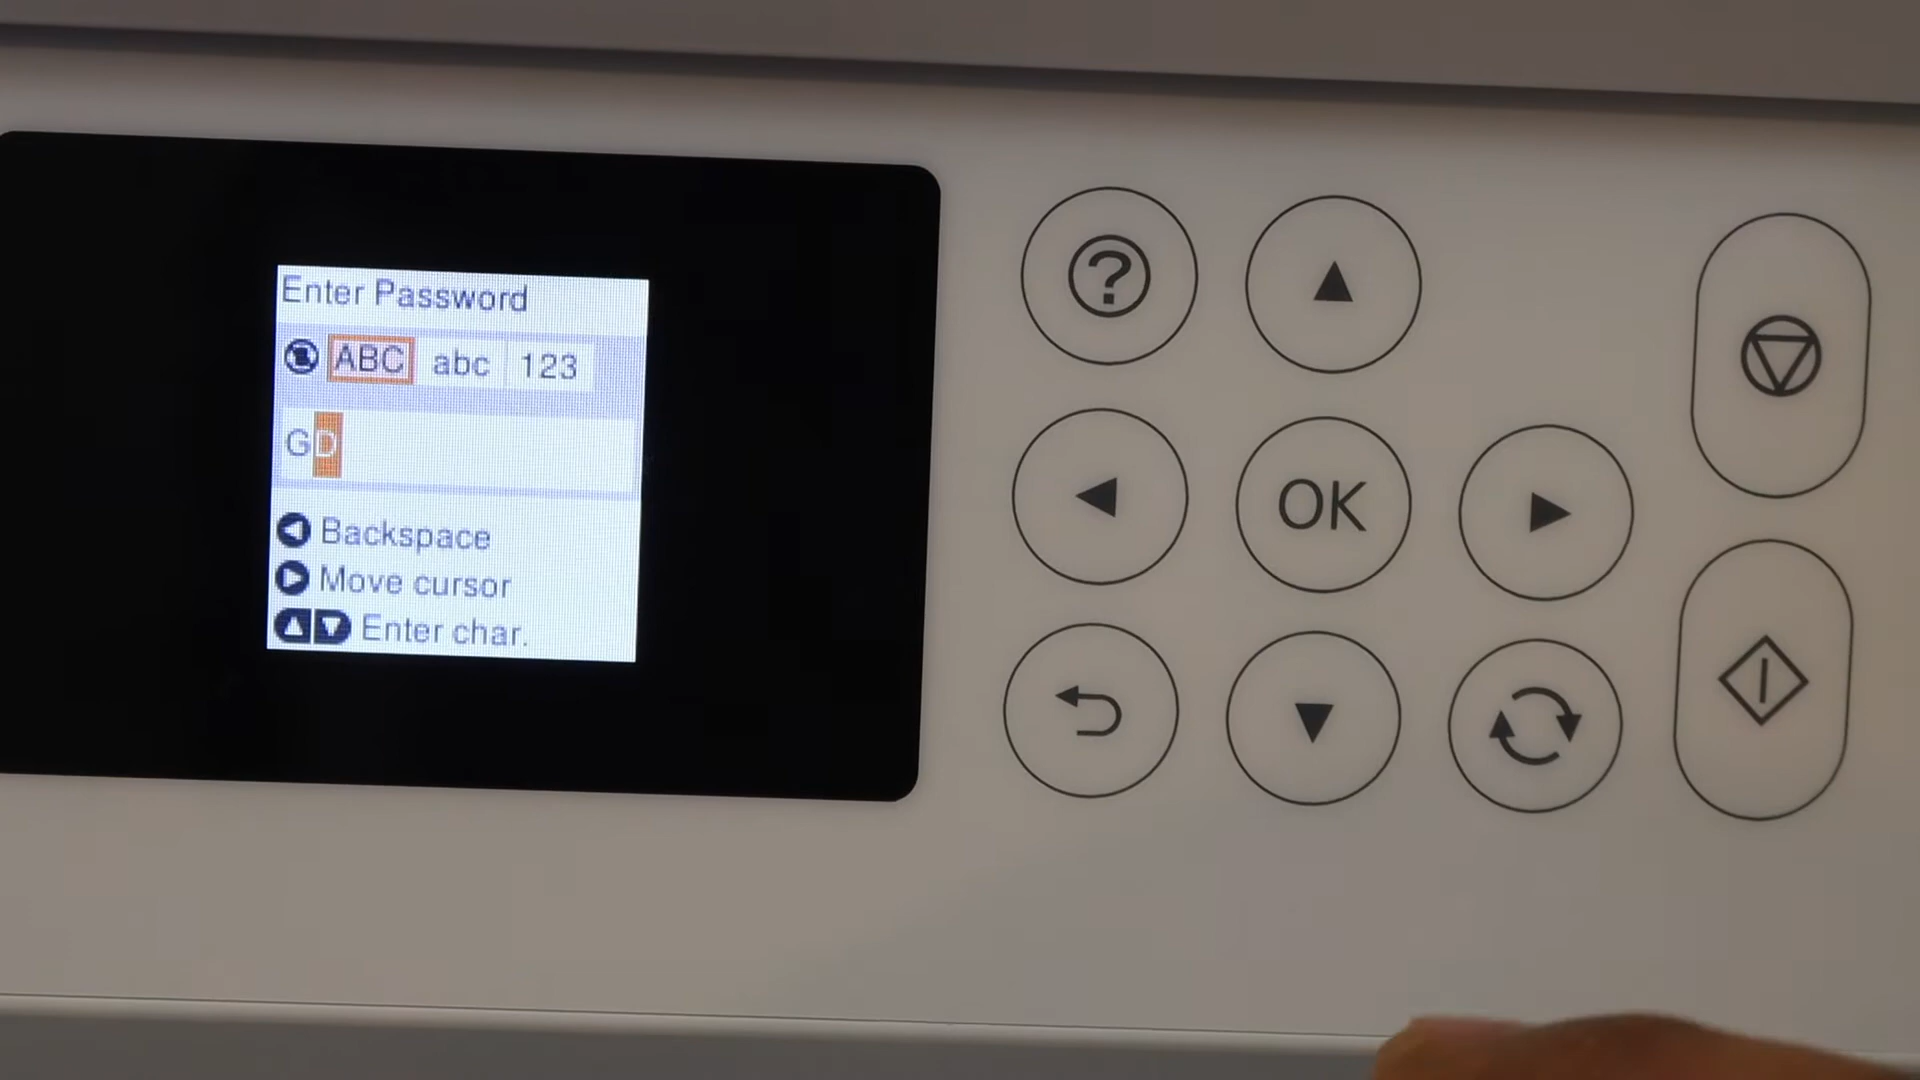 Enter Password
ABC abc 123
GD
Backspace
Move cursor
Enter char.
?
OK